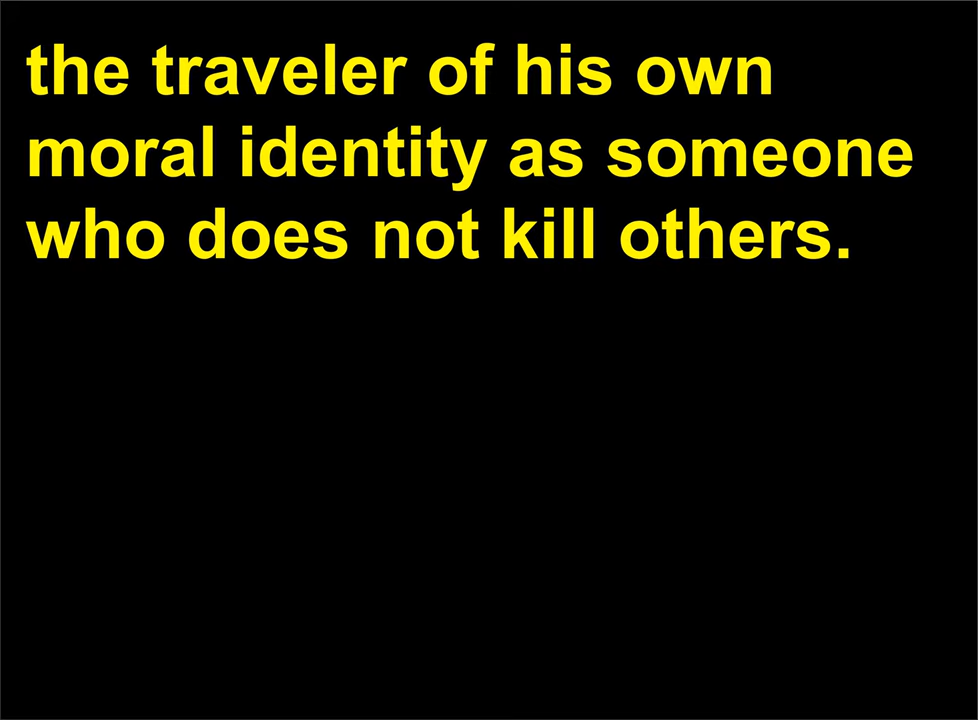 the traveler of his own
moral identity as someone
who does not kill others.